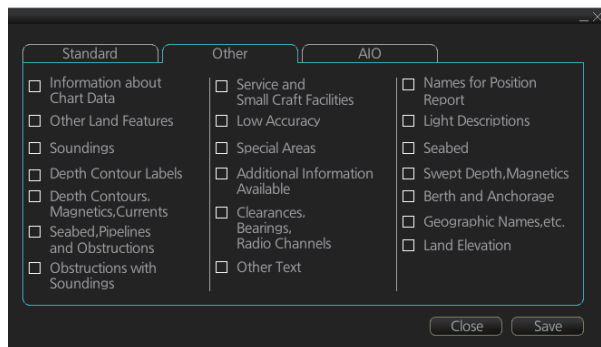 Standard
Other
AIO
Information about
Chart Data
Other Land Features
Soundings
Depth Contour Labels
Depth Contours.
Magnetics,Currents
Seabed,Pipelines
and Obstructions
Obstructions with
Soundings
Service and
Small Craft Facilities
Low Accuracy
Special Areas
Additional Information
Available
Clearances.
Bearings,
Radio Channels
Other Text
Names for Position
Report
Light Descriptions
Seabed
Swept Depth,Magnetics
Berth and Anchorage
Geographic Names,etc.
Land Elevation
Close
Save